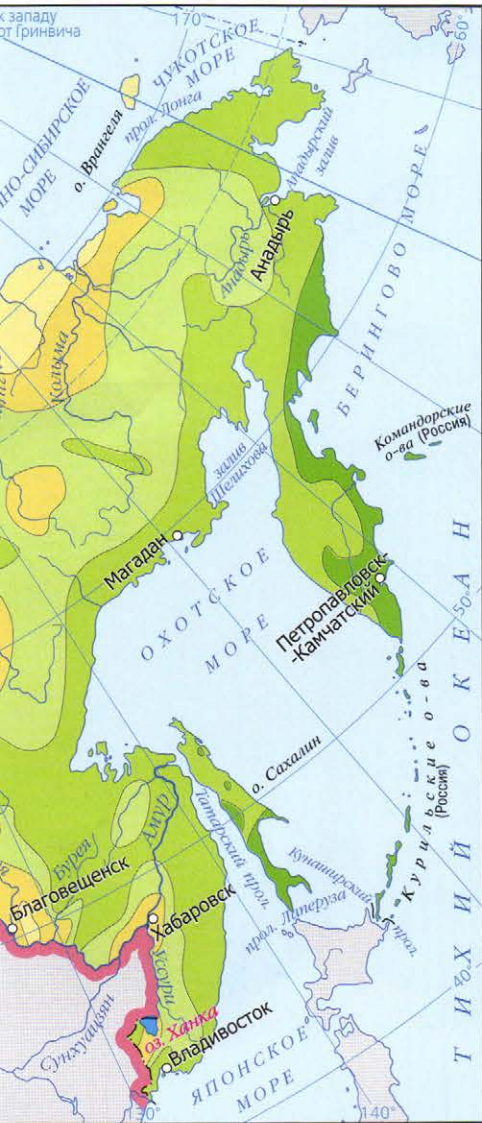 к западу
от Гринвича
170°
60°
ЧУКОТСКОЕ
МОРЕ
прол. Лонга
о. Врангеля
НО-СИБИРСКОЕ
МОРЕ
Анадырский
залив
Анадырь
Анадырь
БЕРИНГОВО МОРЕ
Колыма
Командорские
о-ва (Россия)
залив
Шелихова
Магадан
ОХОТСКОЕ
МОРЕ
Петропавловск-
-Камчатский
50°
о. Сахалин
Курильские о-ва
(Россия)
ТИХИЙ ОКЕАН
Татарский прол.
Амур
Бурея
Благовещенск
Хабаровск
Кунаширский
прол.
прол. Лаперуза
Уссури
40°
Сунхуацзян
оз. Ханка
Владивосток
ЯПОНСКОЕ
МОРЕ
130°
140°